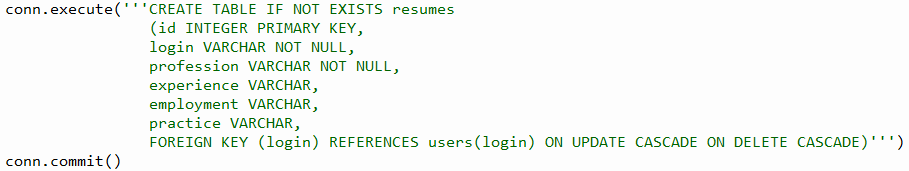 conn.execute('''CREATE TABLE IF NOT EXISTS resumes
(id INTEGER PRIMARY KEY,
login VARCHAR NOT NULL,
profession VARCHAR NOT NULL,
experience VARCHAR,
employment VARCHAR,
practice VARCHAR,
FOREIGN KEY (login) REFERENCES users(login) ON UPDATE CASCADE ON DELETE CASCADE)''')
conn.commit()